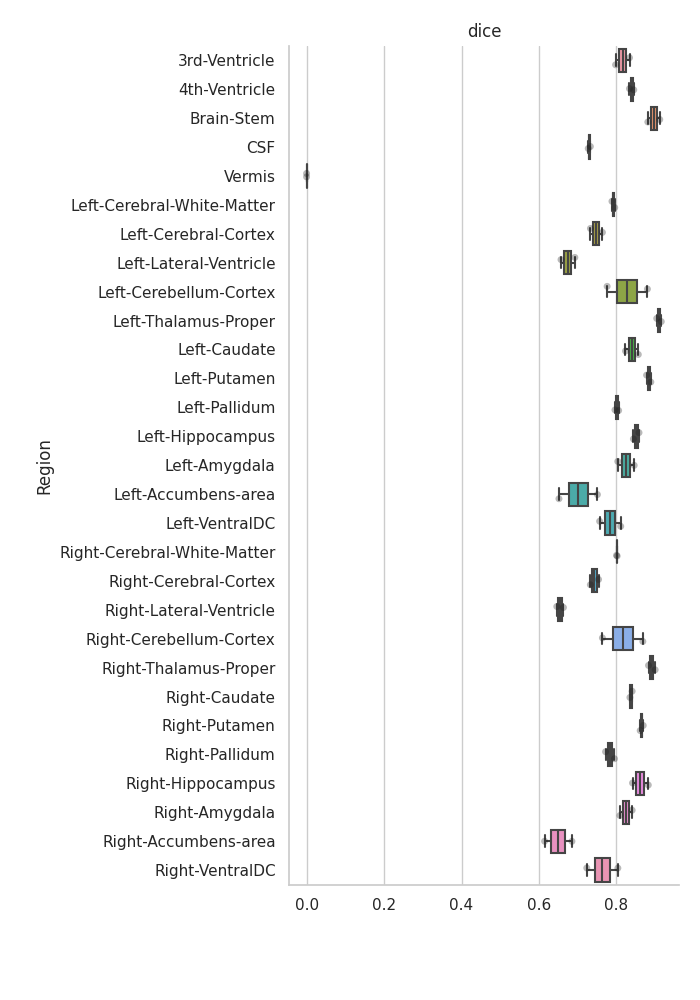 dice
3rd-Ventricle
4th-Ventricle
Brain-Stem
CSF
Vermis
Left-Cerebral-White-Matter
Left-Cerebral-Cortex
Left-Lateral-Ventricle
Left-Cerebellum-Cortex
Left-Thalamus-Proper
Left-Caudate
Left-Putamen
Left-Pallidum
Left-Hippocampus
Left-Amygdala
Left-Accumbens-area
Left-VentralDC
Right-Cerebral-White-Matter
Right-Cerebral-Cortex
Right-Lateral-Ventricle
Right-Cerebellum-Cortex
Right-Thalamus-Proper
Right-Caudate
Right-Putamen
Right-Pallidum
Right-Hippocampus
Right-Amygdala
Right-Accumbens-area
Right-VentralDC
Region
0.0 0.2 0.4 0.6 0.8